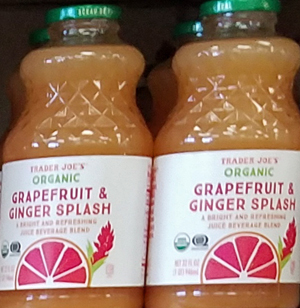 TRADER JOE'S
ORGANIC
GRAPEFRUIT &
GINGER SPLASH
A BRIGHT AND REFRESHING
JUICE BEVERAGE BLEND
TRADER JOE'S
ORGANIC
GRAPEFRUIT &
GINGER SPLASH
A BRIGHT AND REFRESHING
JUICE BEVERAGE BLEND